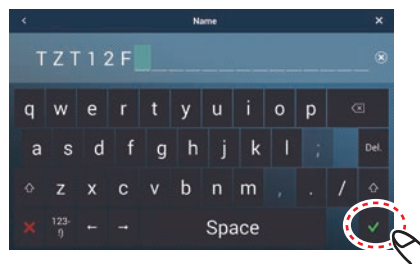 Name
TZT12F
q w e r t y u i o p
a s d f g h j k l ; Del.
z x c v b n m , . /
123-!) ← → Space